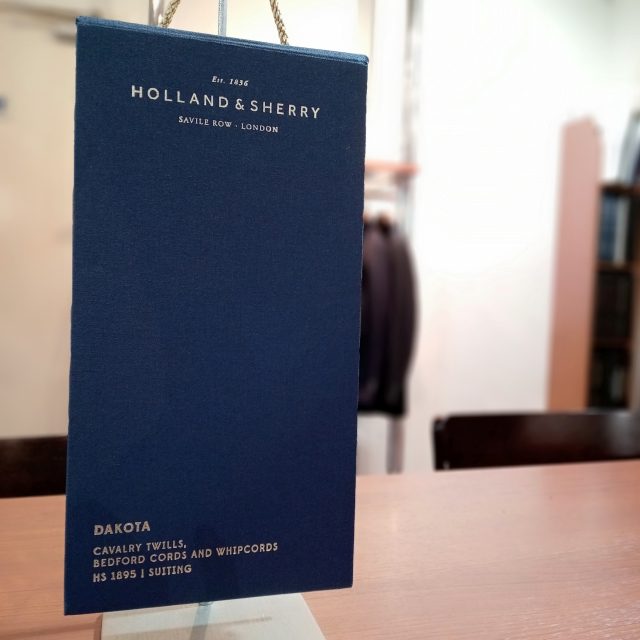 Est. 1836
HOLLAND & SHERRY
SAVILE ROW · LONDON
DAKOTA
CAVALRY TWILLS,
BEDFORD CORDS AND WHIPCORDS
HS 1895 | SUITING